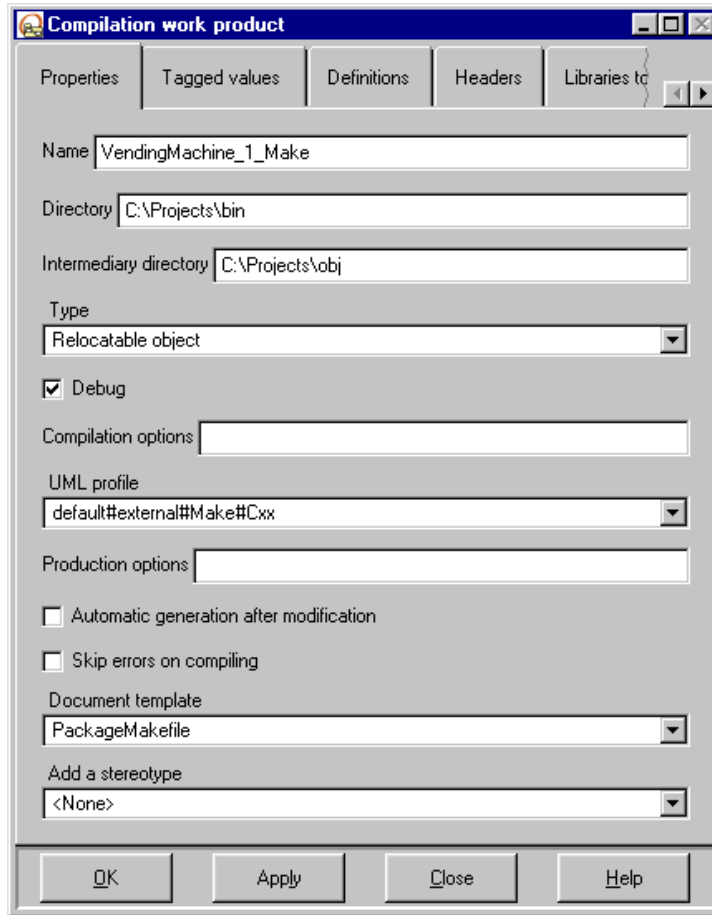 Compilation work product
Properties Tagged values Definitions Headers Libraries to
Name VendingMachine_1_Make
Directory C:\Projects\bin
Intermediary directory C:\Projects\obj
Type
Relocatable object
Debug
Compilation options
UML profile
default#external#Make#Cxx
Production options
Automatic generation after modification
Skip errors on compiling
Document template
PackageMakefile
Add a stereotype
<None>
OK Apply Close Help